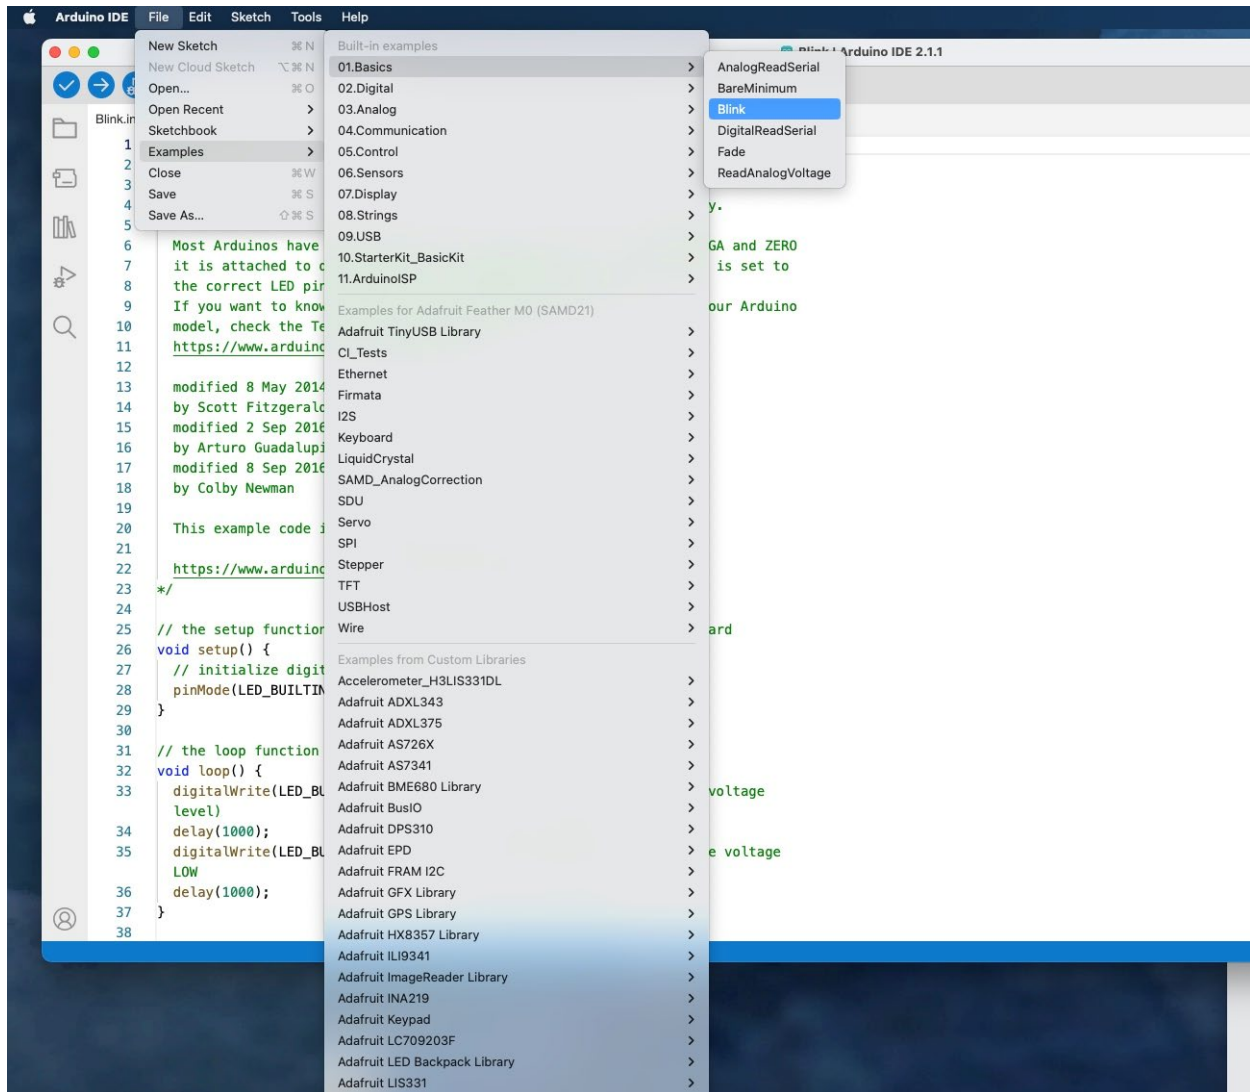 Arduino IDE File Edit Sketch Tools Help
Arduino IDE 2.1.1
New Sketch ⌘ N
New Cloud Sketch ⌥ ⌘ N
Open... ⌘ O
Open Recent >
Sketchbook >
Examples >
Close ⌘ W
Save ⌘ S
Save As... ⇧ ⌘ S
Built-in examples
01.Basics >
02.Digital >
03.Analog >
04.Communication >
05.Control >
06.Sensors >
07.Display >
08.Strings >
09.USB >
10.StarterKit_BasicKit >
11.ArduinoISP >
Examples for Adafruit Feather M0 (SAMD21)
Adafruit TinyUSB Library >
CI_Tests >
Ethernet >
Firmata >
I2S >
Keyboard >
LiquidCrystal >
SAMD_AnalogCorrection >
SDU >
Servo >
SPI >
Stepper >
TFT >
USBHost >
Wire >
Examples from Custom Libraries
Accelerometer_H3LIS331DL >
Adafruit ADXL343 >
Adafruit ADXL375 >
Adafruit AS726X >
Adafruit AS7341 >
Adafruit BME680 Library >
Adafruit BusIO >
Adafruit DPS310 >
Adafruit EPD >
Adafruit FRAM I2C >
Adafruit GFX Library >
Adafruit GPS Library >
Adafruit HX8357 Library >
Adafruit ILI9341 >
Adafruit ImageReader Library >
Adafruit INA219 >
Adafruit Keypad >
Adafruit LC709203F >
Adafruit LED Backpack Library >
Adafruit LIS331 >
AnalogReadSerial
BareMinimum
Blink
DigitalReadSerial
Fade
ReadAnalogVoltage
Blink.in
1
2
3
4 y.
5
6 Most Arduinos have GA and ZERO
7 it is attached to is set to
8 the correct LED pin
9 If you want to know our Arduino
10 model, check the Te
11 https://www.arduino
12
13 modified 8 May 2014
14 by Scott Fitzgerald
15 modified 2 Sep 2016
16 by Arturo Guadalupi
17 modified 8 Sep 2016
18 by Colby Newman
19
20 This example code i
21
22 https://www.arduino
23 */
24
25 // the setup function ard
26 void setup() {
27 // initialize digit
28 pinMode(LED_BUILTIN
29 }
30
31 // the loop function
32 void loop() {
33 digitalWrite(LED_BU voltage
level)
34 delay(1000);
35 digitalWrite(LED_BU e voltage
LOW
36 delay(1000);
37 }
38